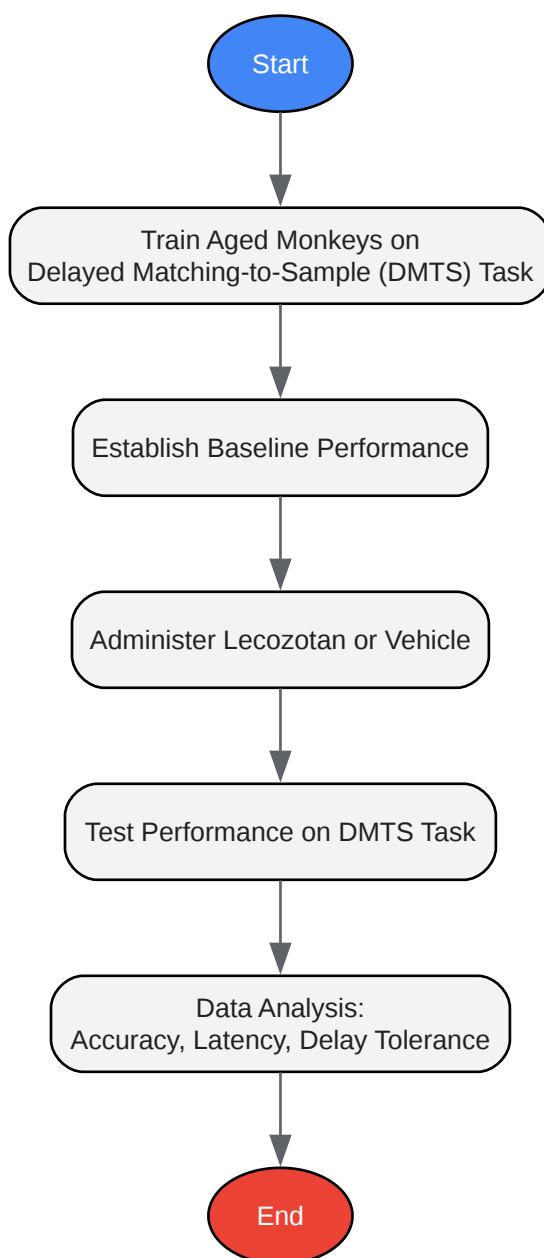 Start
Train Aged Monkeys on
Delayed Matching-to-Sample (DMTS) Task
Establish Baseline Performance
Administer Lecozotan or Vehicle
Test Performance on DMTS Task
Data Analysis:
Accuracy, Latency, Delay Tolerance
End